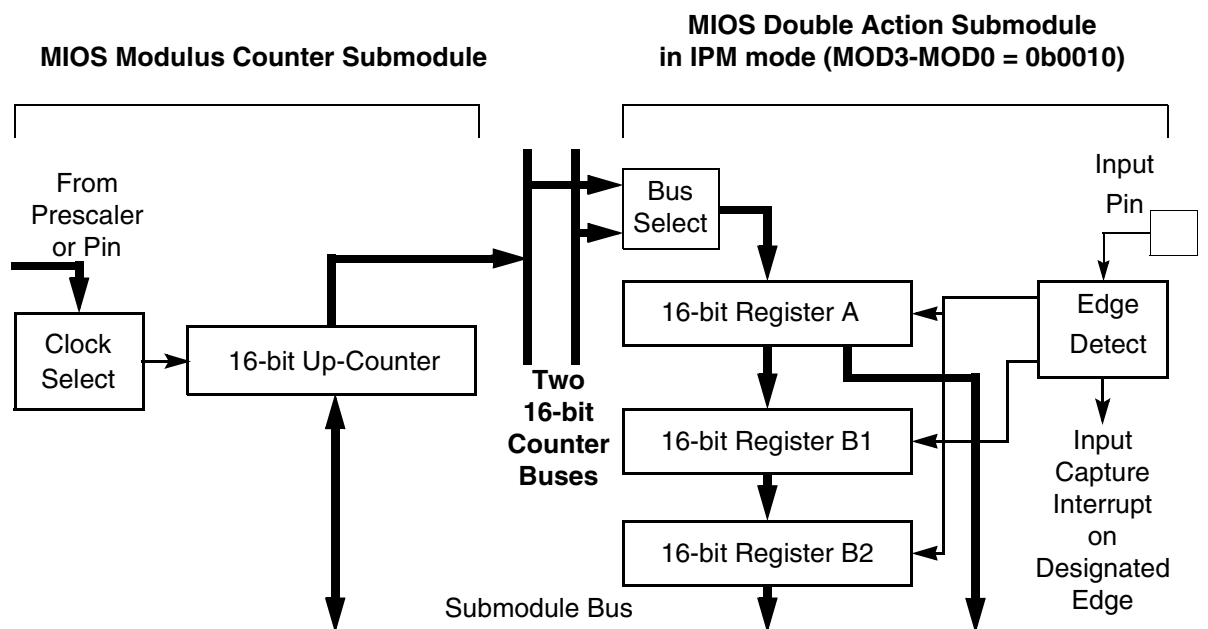 MIOS Modulus Counter Submodule
MIOS Double Action Submodule
in IPM mode (MOD3-MOD0 = 0b0010)
From
Prescaler
or Pin
Clock
Select
16-bit Up-Counter
Two
16-bit
Counter
Buses
Bus
Select
16-bit Register A
16-bit Register B1
16-bit Register B2
Input
Pin
Edge
Detect
Input
Capture
Interrupt
on
Designated
Edge
Submodule Bus